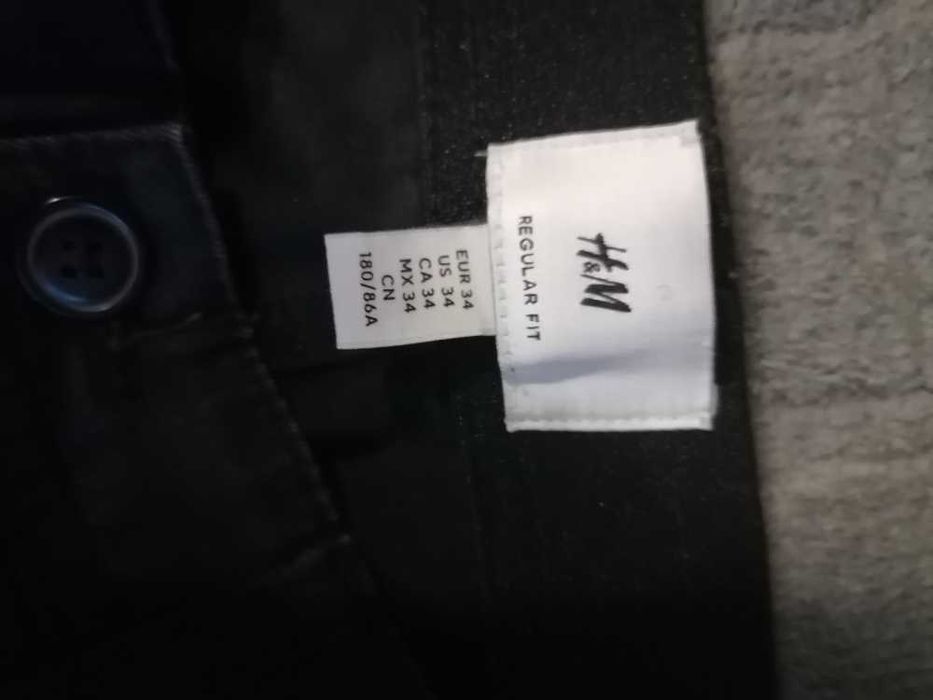 H&M
REGULAR FIT
EUR 34
US 34
CA 34
MX 34
CN
180/86A